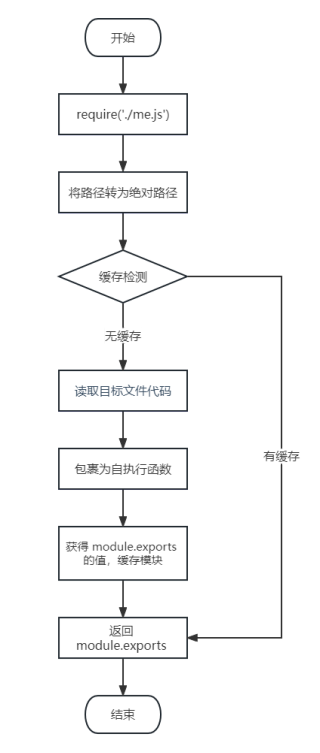 开始
require('./me.js')
将路径转为绝对路径
缓存检测
无缓存
读取目标文件代码
有缓存
包裹为自执行函数
获得 module.exports
的值，缓存模块
返回
module.exports
结束